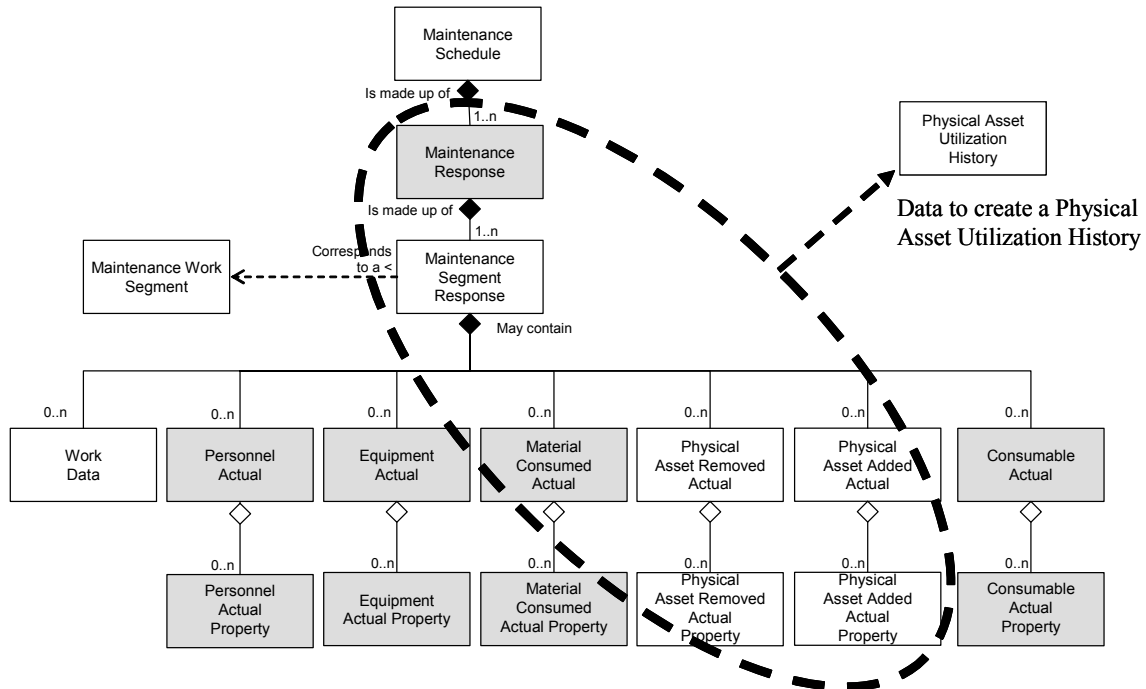 Maintenance
Schedule
Is made up of
1..n
Maintenance
Response
Physical Asset
Utilization
History
Data to create a Physical
Asset Utilization History
Is made up of
1..n
Corresponds
to a <
Maintenance Work
Segment
Maintenance
Segment
Response
May contain
0..n
0..n
0..n
0..n
0..n
0..n
0..n
Work
Data
Personnel
Actual
Equipment
Actual
Material
Consumed
Actual
Physical
Asset Removed
Actual
Physical
Asset Added
Actual
Consumable
Actual
0..n
0..n
0..n
0..n
0..n
0..n
Personnel
Actual
Property
Equipment
Actual Property
Material
Consumed
Actual Property
Physical
Asset Removed
Actual
Property
Physical
Asset Added
Actual
Property
Consumable
Actual
Property